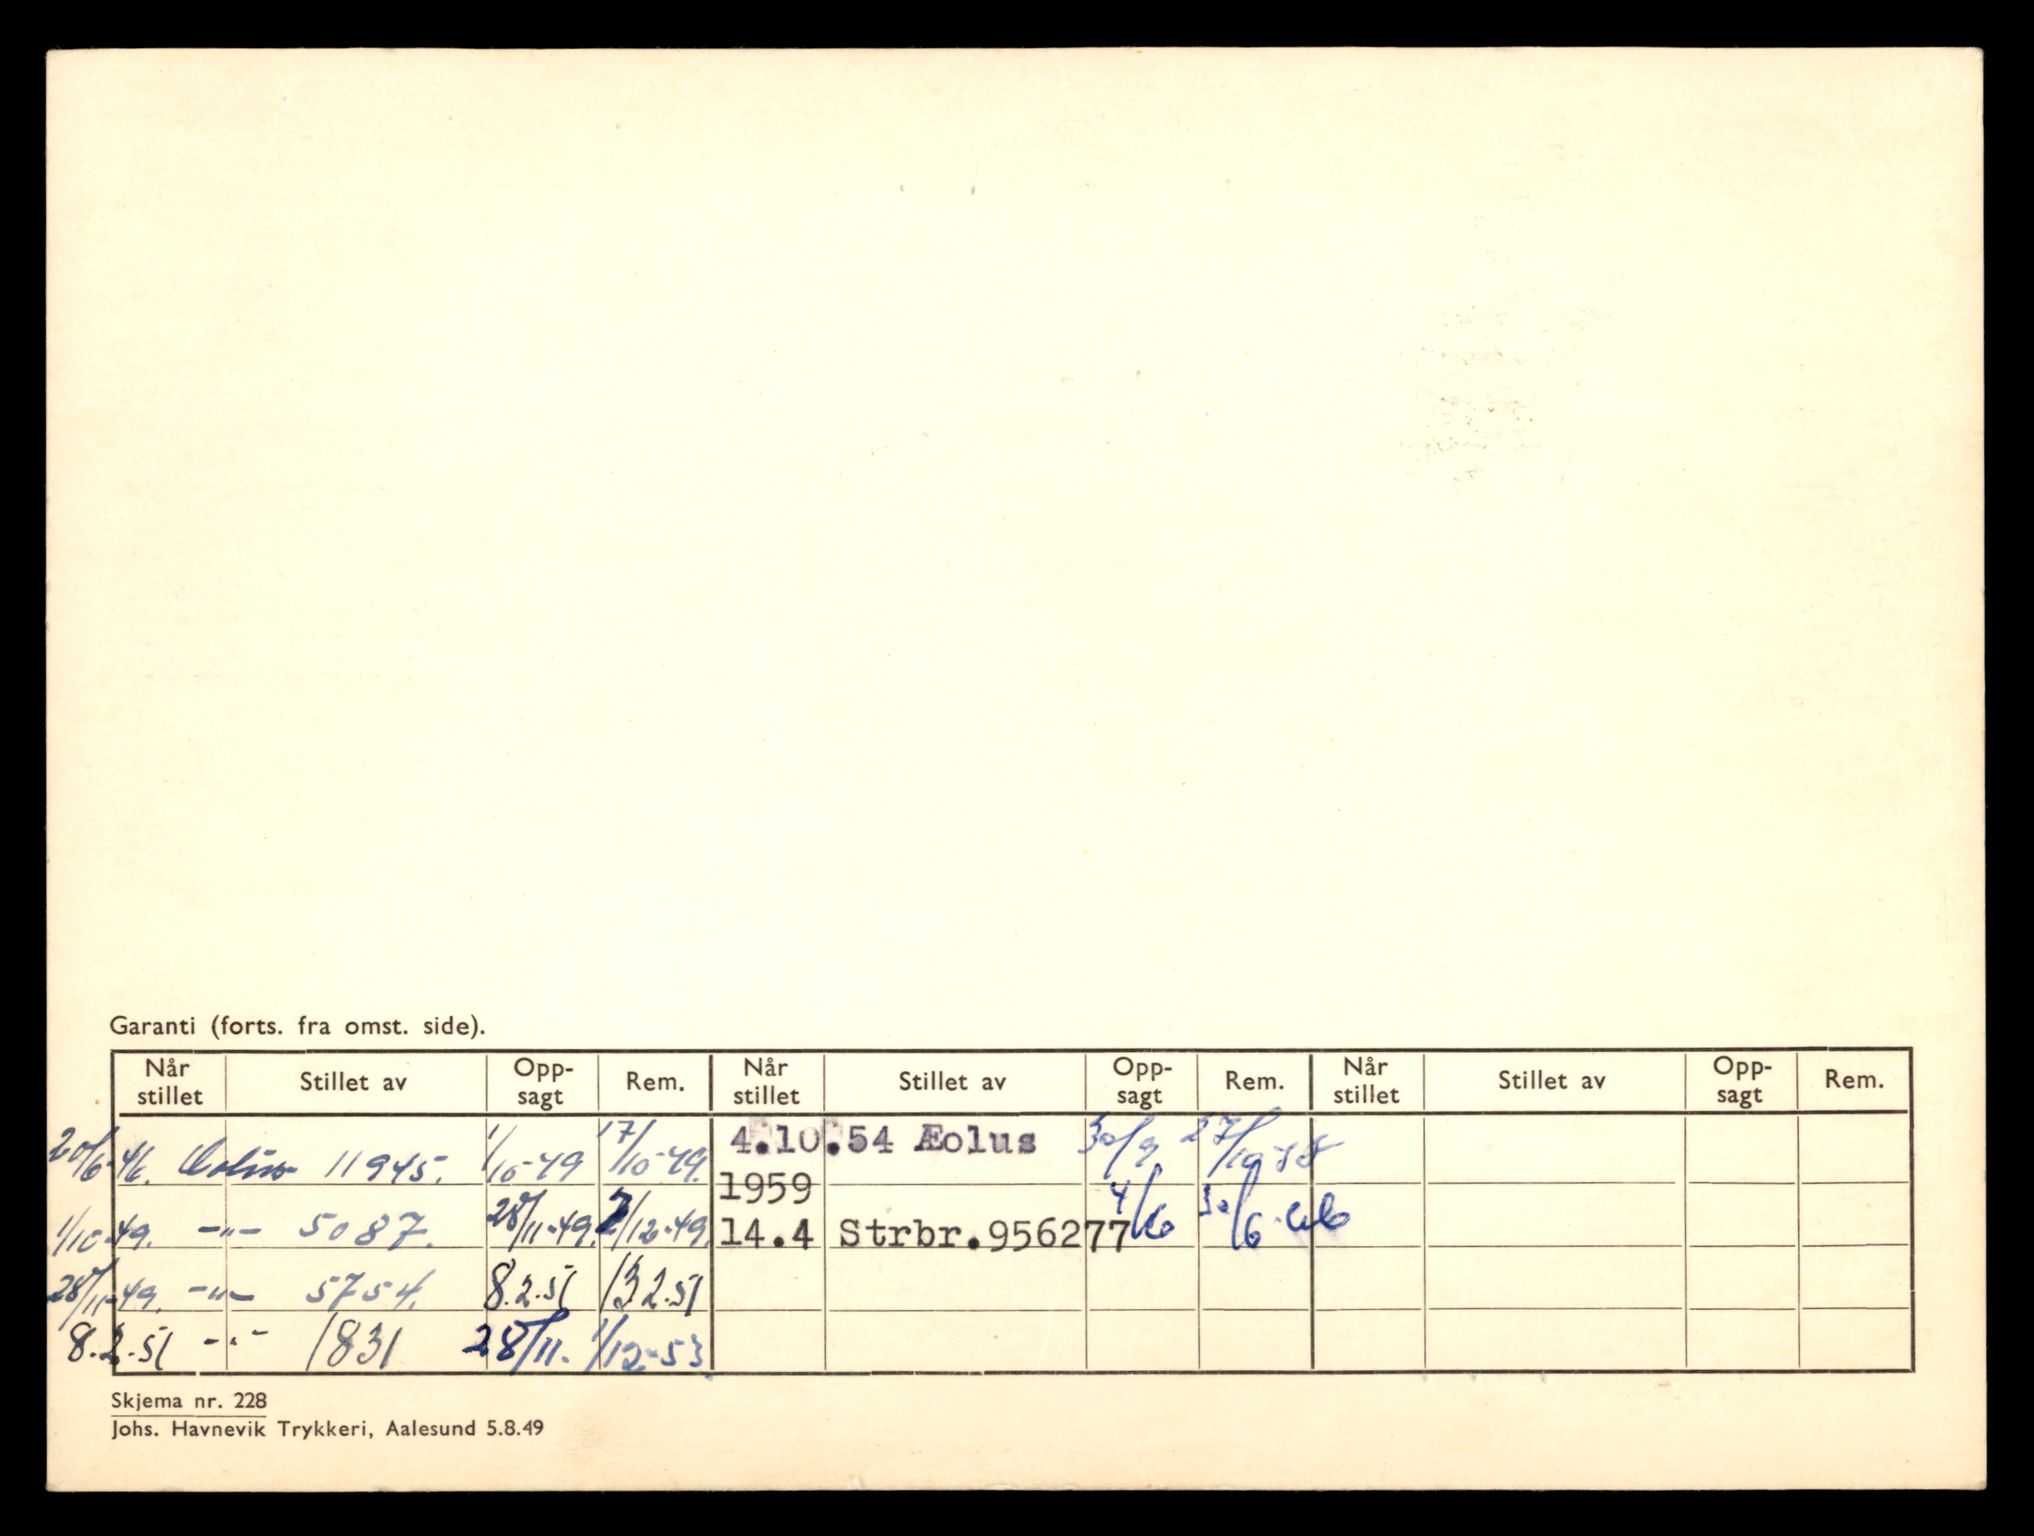 Garanti (forts. fra omst. side).
Når stillet Stillet av Opp-sagt Rem. Når stillet Stillet av Opp-sagt Rem. Når stillet Stillet av Opp-sagt Rem.
20/6-46. 11945. 1/10-49 17/10-49. 4.10.54 Æolus 30/9 27/10-58
1959
1/10-49. -"- 5087. 28/11-49. 2/12-49. 14.4 Strbr.956277 4/6 30/6-66
28/11-49. -"- 5754. 8.2.51 13 2.51
8.2.51 -"- 1831 28/11. 1/12-53
Skjema nr. 228
Johs. Havnevik Trykkeri, Aalesund 5.8.49